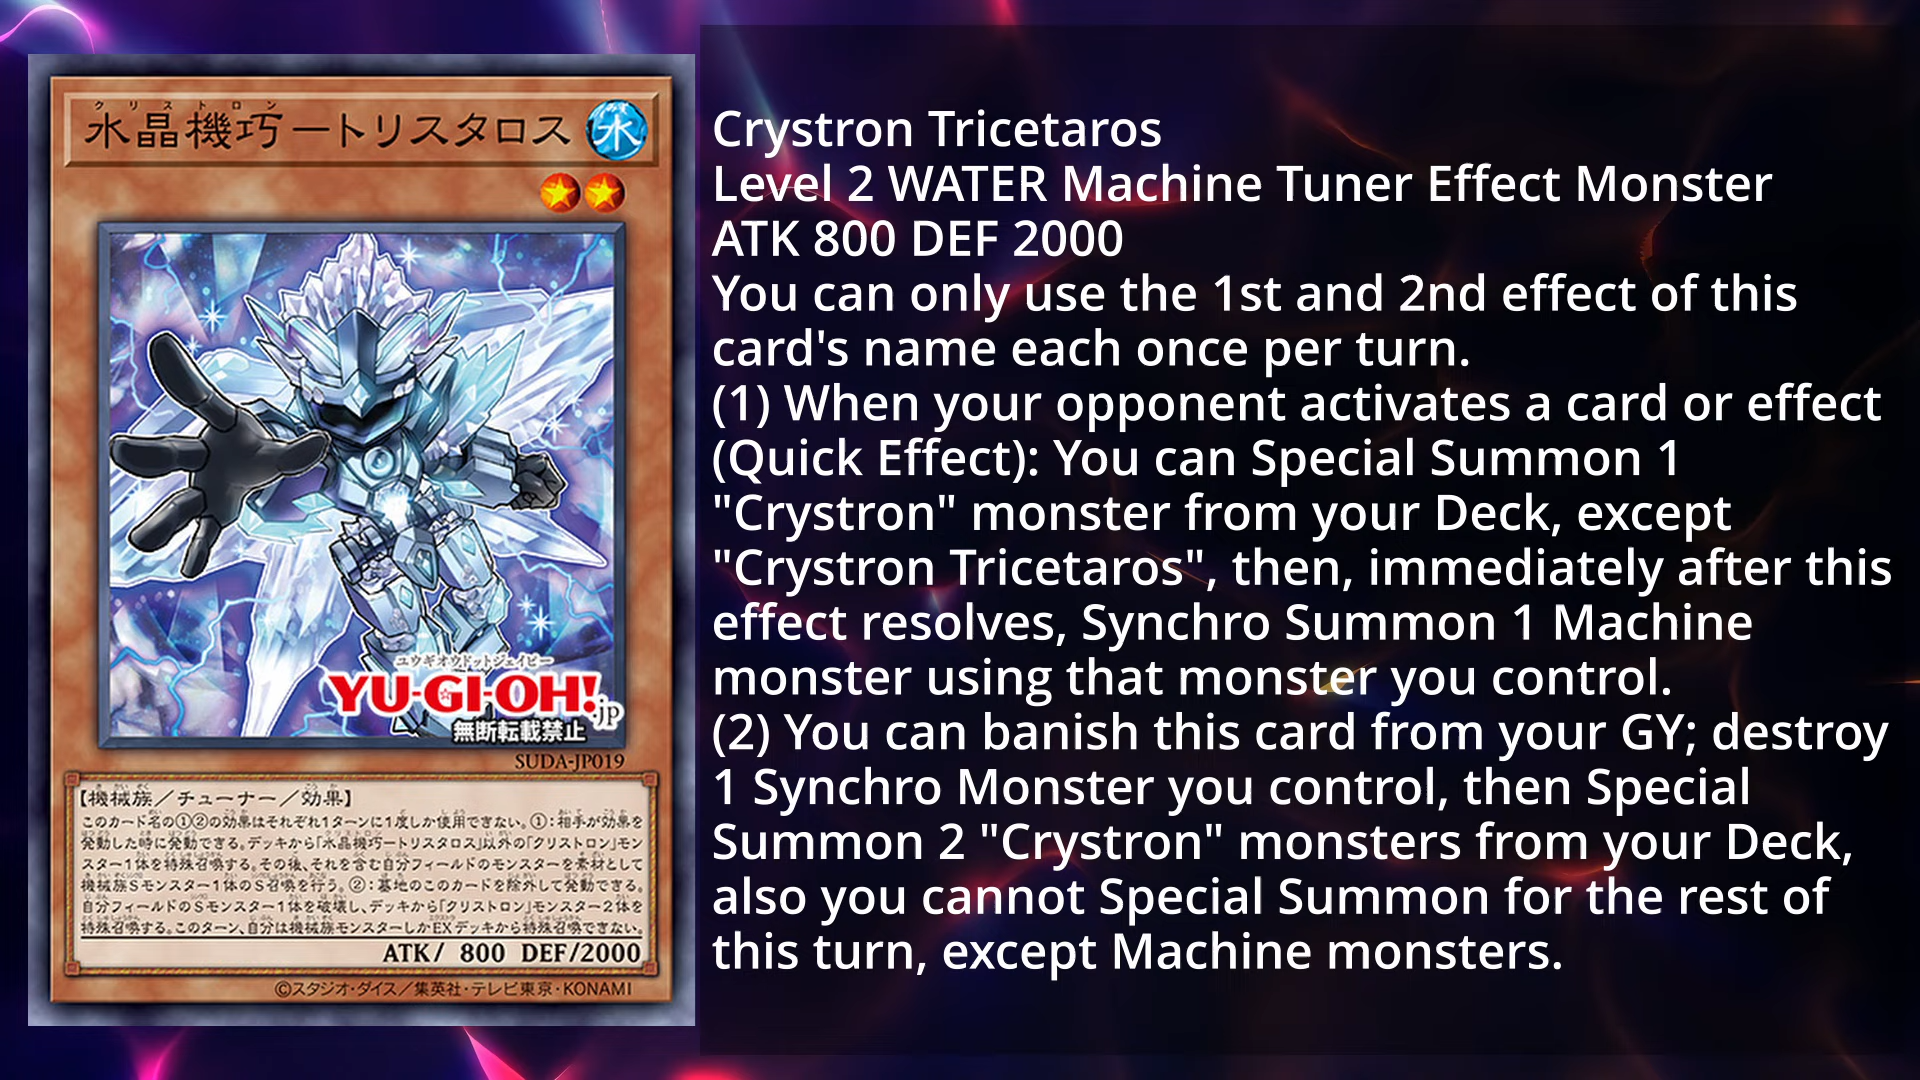 クリストロン
水晶機巧－トリスタロス
水
YU-GI-OH!.jp
ユウギオウドットジェイピー
無断転載禁止
SUDA-JP019
【機械族／チューナー／効果】
このカード名の①②の効果はそれぞれ1ターンに1度しか使用できない。①：相手が効果を
発動した時に発動できる。デッキから「水晶機巧－トリスタロス」以外の「クリストロン」モン
スター1体を特殊召喚する。その後、それを含む自分フィールドのモンスターを素材として
機械族Sモンスター1体のS召喚を行う。②：墓地のこのカードを除外して発動できる。
自分フィールドのSモンスター1体を破壊し、デッキから「クリストロン」モンスター2体を
特殊召喚する。このターン、自分は機械族モンスターしかEXデッキから特殊召喚できない。
ATK/ 800 DEF/2000
©スタジオ・ダイス／集英社・テレビ東京・KONAMI
Crystron Tricetaros
Level 2 WATER Machine Tuner Effect Monster
ATK 800 DEF 2000
You can only use the 1st and 2nd effect of this
card's name each once per turn.
(1) When your opponent activates a card or effect
(Quick Effect): You can Special Summon 1
"Crystron" monster from your Deck, except
"Crystron Tricetaros", then, immediately after this
effect resolves, Synchro Summon 1 Machine
monster using that monster you control.
(2) You can banish this card from your GY; destroy
1 Synchro Monster you control, then Special
Summon 2 "Crystron" monsters from your Deck,
also you cannot Special Summon for the rest of
this turn, except Machine monsters.